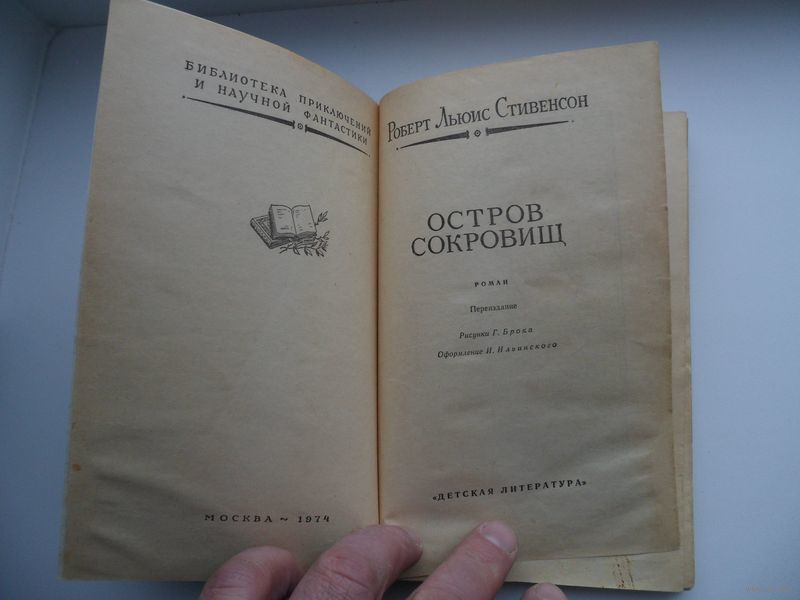 БИБЛИОТЕКА ПРИКЛЮЧЕНИЙ
И НАУЧНОЙ ФАНТАСТИКИ
МОСКВА ~ 1974
РОБЕРТ ЛЬЮИС СТИВЕНСОН
ОСТРОВ
СОКРОВИЩ
РОМАН
Переиздание
Рисунки Г. Брока
Оформление И. Ильинского
«ДЕТСКАЯ ЛИТЕРАТУРА»